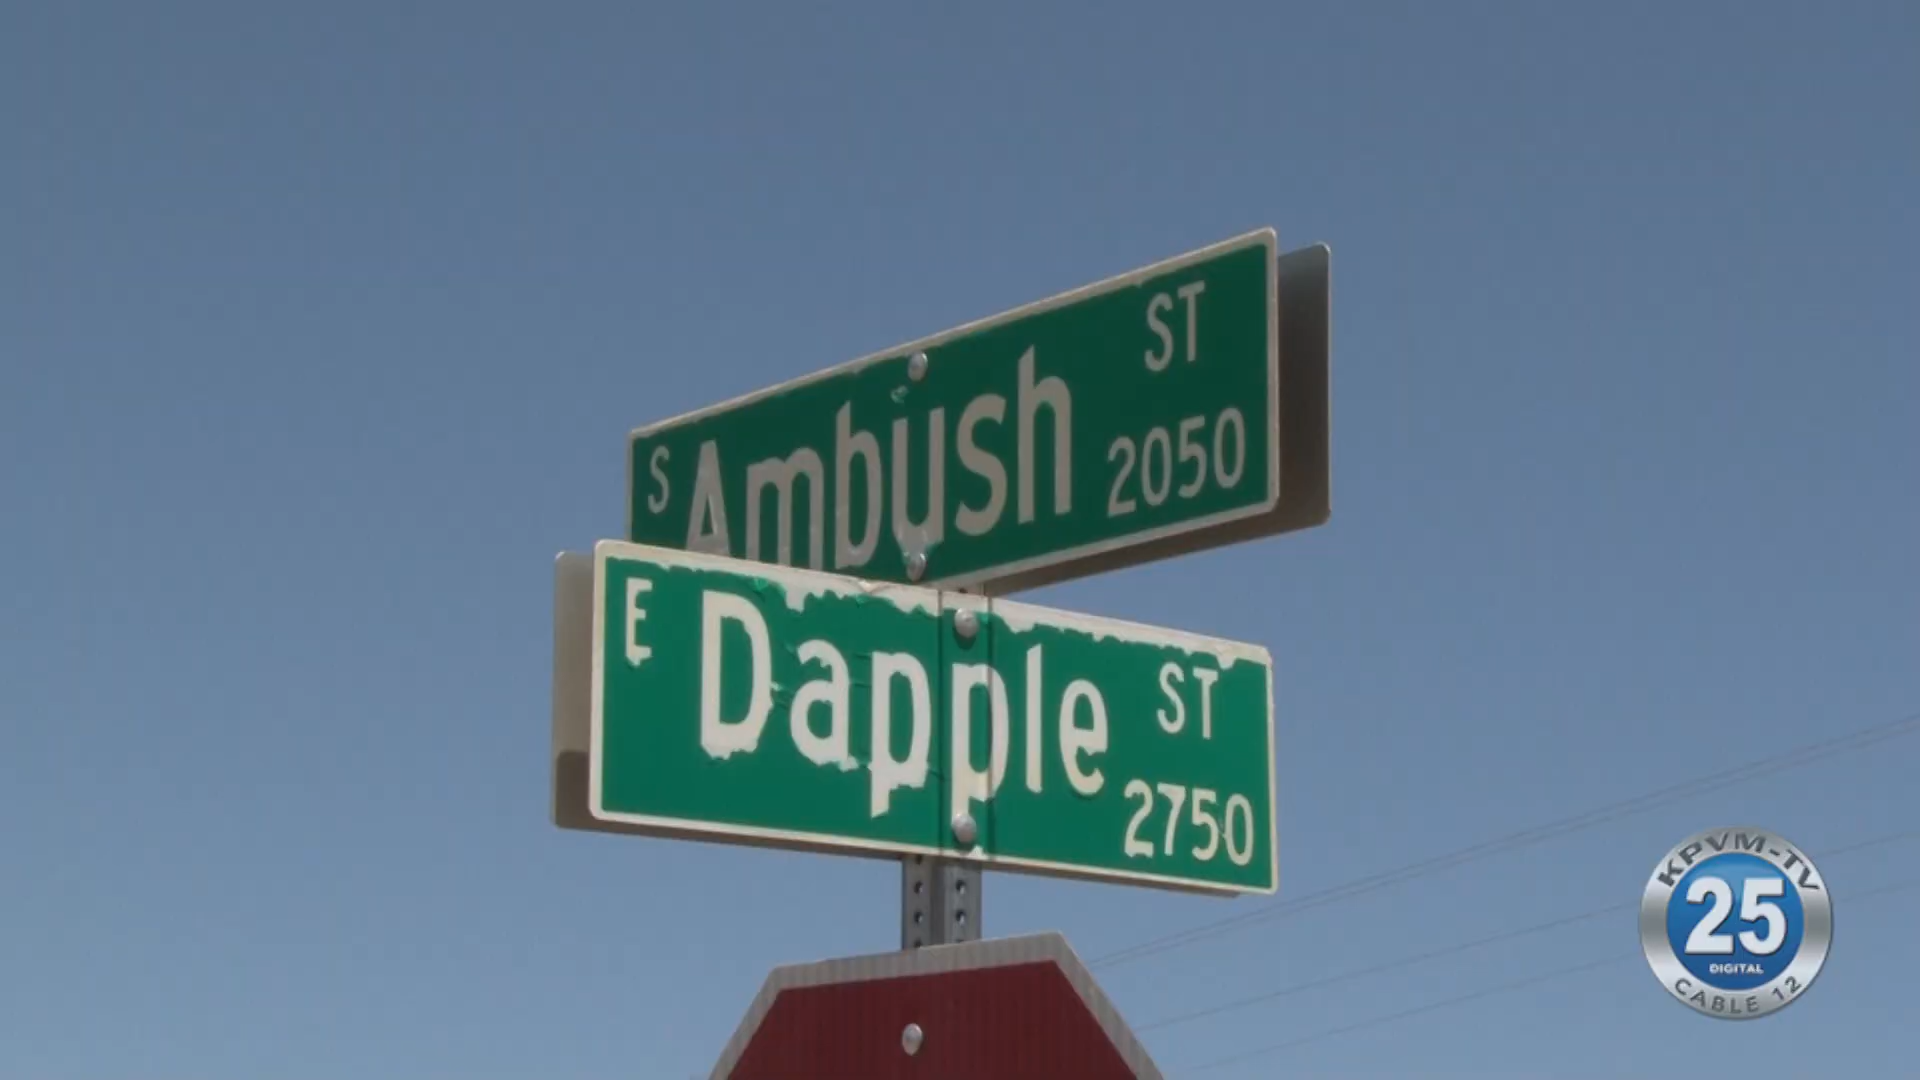 S Ambush ST
2050
E Dapple ST
2750
KPVM-TV
25
DIGITAL
CABLE 12